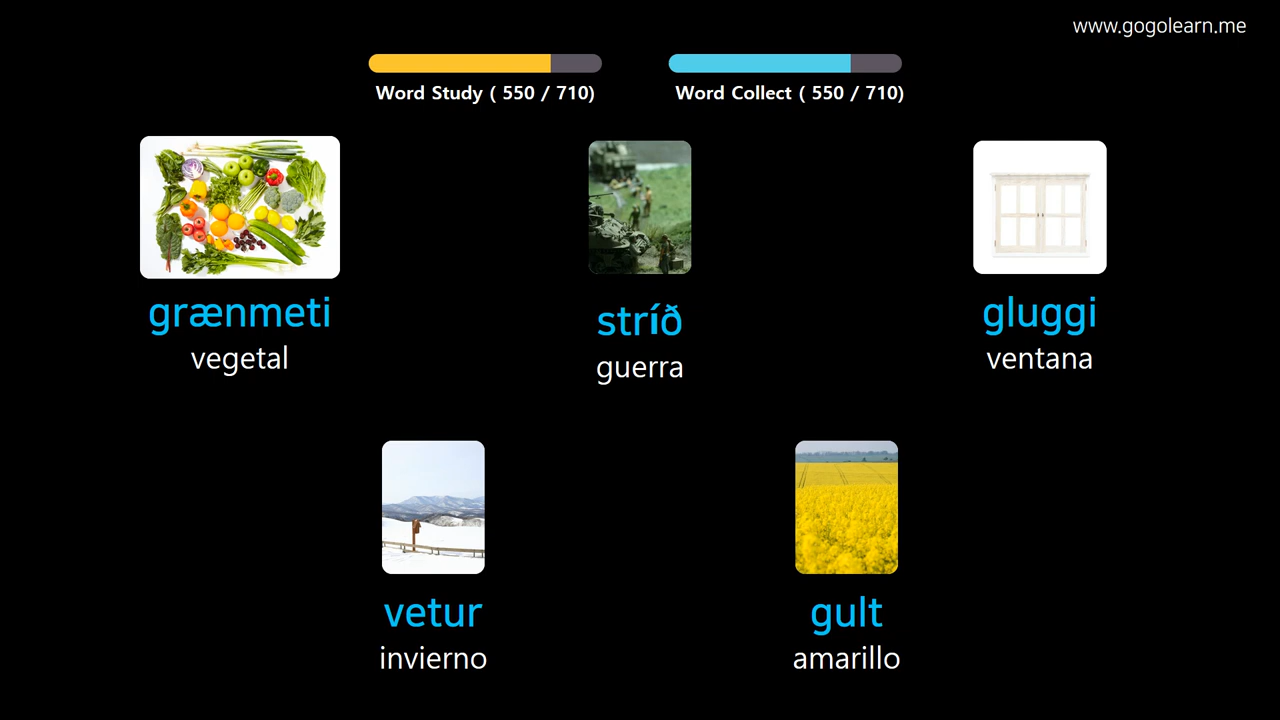 www.gogolearn.me
Word Study ( 550 / 710)
Word Collect ( 550 / 710)
grænmeti
vegetal
stríð
guerra
gluggi
ventana
vetur
invierno
gult
amarillo